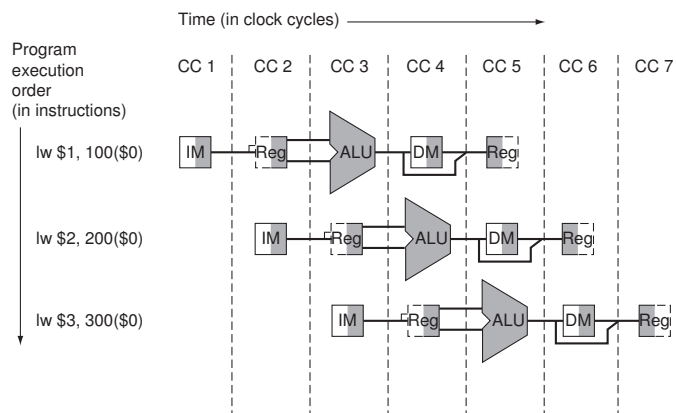 Time (in clock cycles)
Program
execution
order
(in instructions)
CC 1 CC 2 CC 3 CC 4 CC 5 CC 6 CC 7
lw $1, 100($0) IM Reg ALU DM Reg
lw $2, 200($0) IM Reg ALU DM Reg
lw $3, 300($0) IM Reg ALU DM Reg